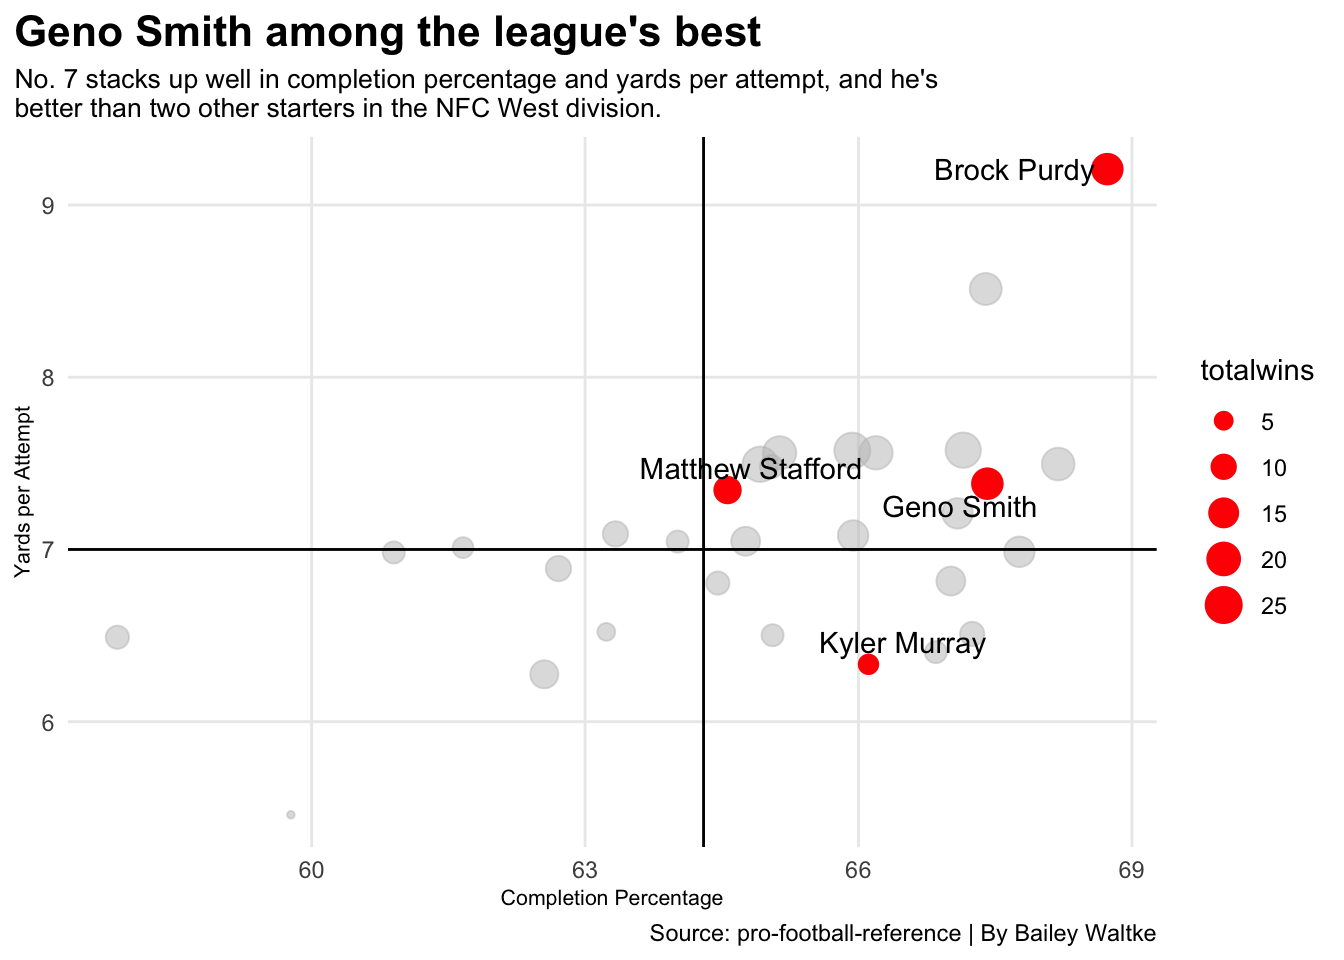 Geno Smith among the league's best
No. 7 stacks up well in completion percentage and yards per attempt, and he's
better than two other starters in the NFC West division.
Brock Purdy
9
8
Matthew Stafford
Geno Smith
7
Kyler Murray
6
Yards per Attempt
60
63
66
69
Completion Percentage
totalwins
5
10
15
20
25
Source: pro-football-reference | By Bailey Waltke